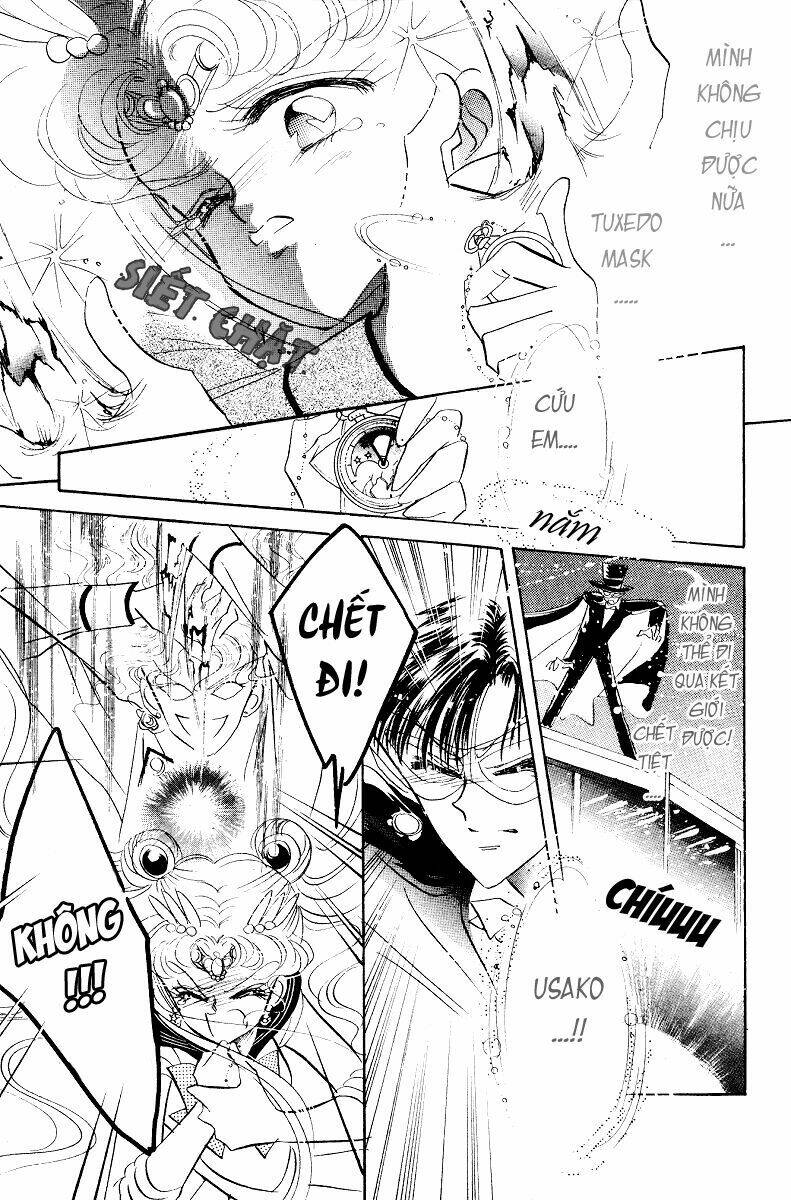 MÌNH
KHÔNG
CHỊU
ĐƯỢC
NỮA
...
TUXEDO
MASK
.....
SIẾT CHẶT
CỨU
EM....
nắm
MÌNH
KHÔNG
THỂ ĐI
QUA KẾT
GIỚI
ĐƯỢC!
CHẾT
TIỆT
.....
CHÍUUU
USAKO
....!!
CHẾT
ĐI!
KHÔNG
!!!